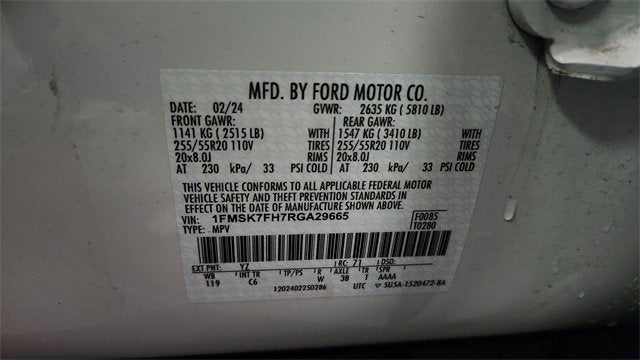 MFD. BY FORD MOTOR CO.
DATE: 02/24 GVWR: 2635 KG ( 5810 LB)
FRONT GAWR: REAR GAWR:
1141 KG ( 2515 LB) WITH 1547 KG ( 3410 LB) WITH
255/55R20 110V TIRES 255/55R20 110V TIRES
20x8.0J RIMS 20x8.0J RIMS
AT 230 kPa/ 33 PSI COLD AT 230 kPa/ 33 PSI COLD
THIS VEHICLE CONFORMS TO ALL APPLICABLE FEDERAL MOTOR
VEHICLE SAFETY AND THEFT PREVENTION STANDARDS IN
EFFECT ON THE DATE OF MANUFACTURE SHOWN ABOVE.
VIN: 1FMSK7FH7RGA29665 F0085
TYPE: MPV T0280
EXT PNT: YZ RC: 71 DSO:
WB INT TR TP/PS R AXLE TR SPR
119 C6 W 3B T AAAA
1202402250286 UTC 5U5A-1520472-BA